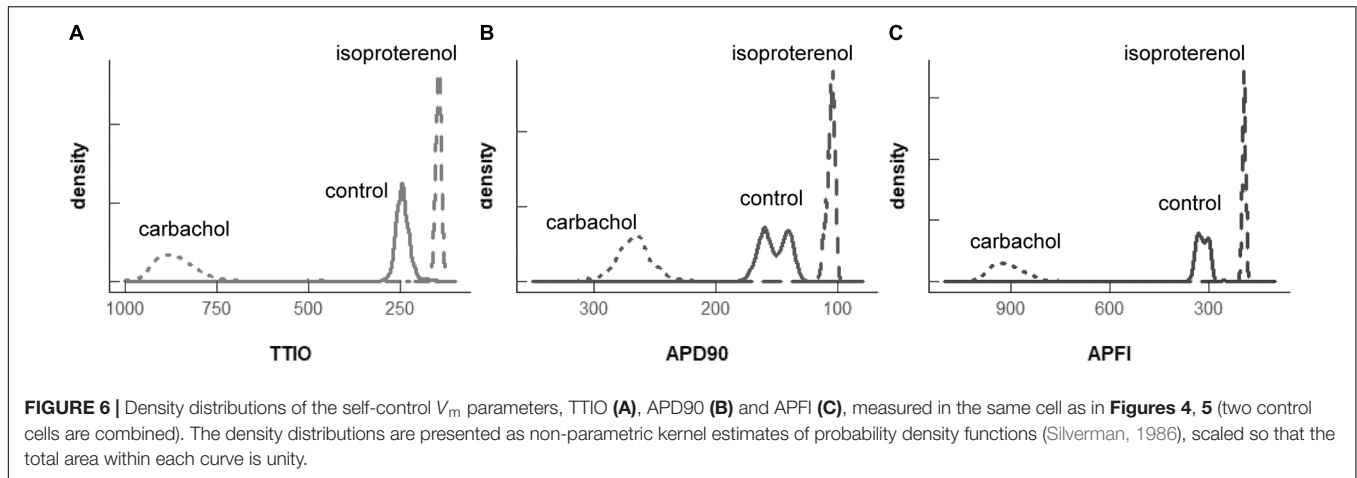 A
B
C
isoproterenol
isoproterenol
isoproterenol
control
control
control
carbachol
carbachol
carbachol
density
density
density
1000 750 500 250
300 200 100
900 600 300
TTIO
APD90
APFI
FIGURE 6 | Density distributions of the self-control Vm parameters, TTIO (A), APD90 (B) and APFI (C), measured in the same cell as in Figures 4, 5 (two control
cells are combined). The density distributions are presented as non-parametric kernel estimates of probability density functions (Silverman, 1986), scaled so that the
total area within each curve is unity.